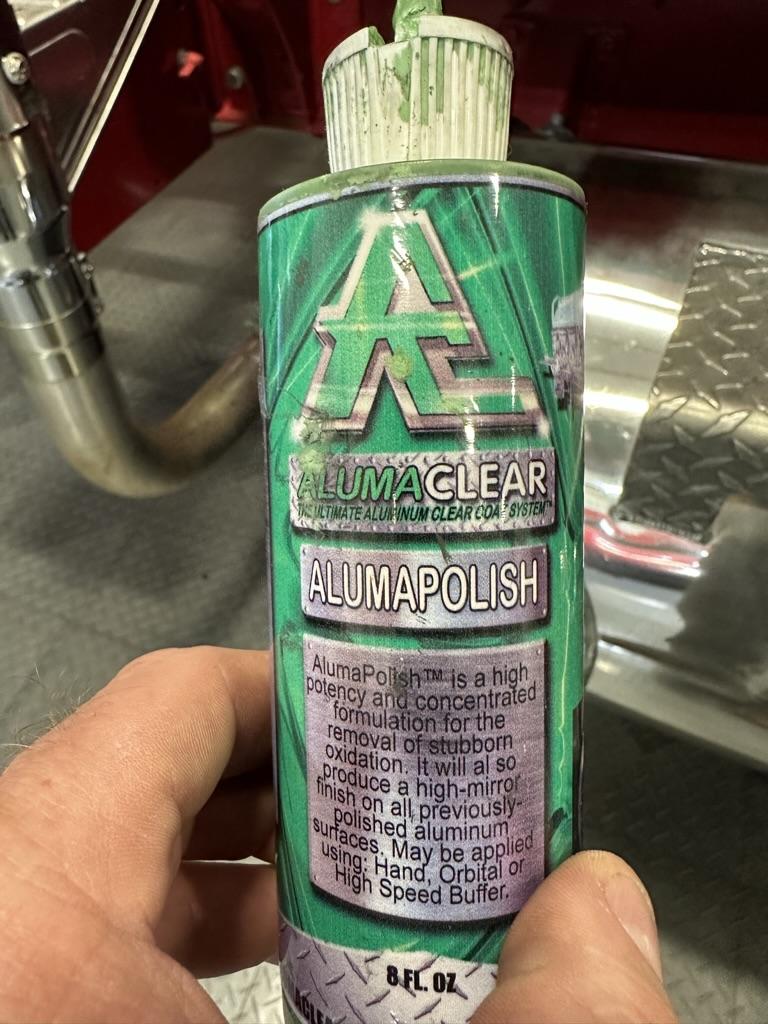 ALUMACLEAR
THE ULTIMATE ALUMINUM CLEAR COAT SYSTEM™
ALUMAPOLISH
AlumaPolish™ is a high
potency and concentrated
formulation for the
removal of stubborn
oxidation. It will al so
produce a high-mirror
finish on all previously-
polished aluminum
surfaces. May be applied
using; Hand, Orbital or
High Speed Buffer.
8 FL. OZ